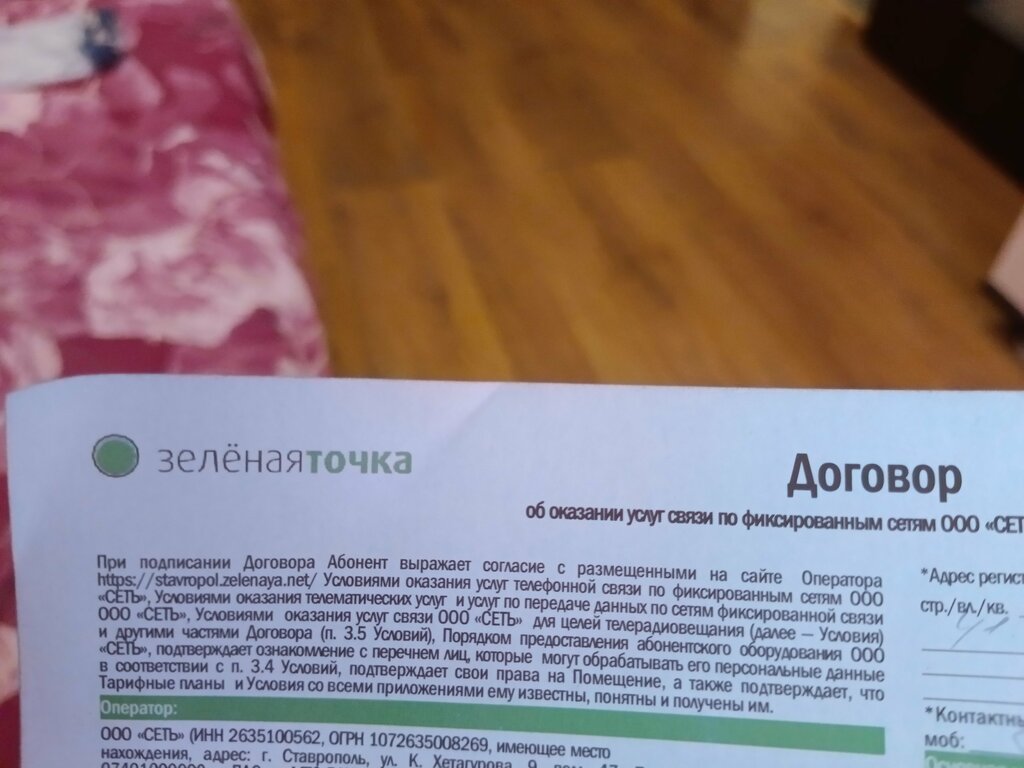 зелёнаяточка
Договор
об оказании услуг связи по фиксированным сетям ООО «СЕТ
При подписании Договора Абонент выражает согласие с размещенными на сайте Оператора
https://stavropol.zelenaya.net/ Условиями оказания услуг телефонной связи по фиксированным сетям ООО
«СЕТЬ», Условиями оказания телематических услуг и услуг по передаче данных по сетям фиксированной связи
ООО «СЕТЬ», Условиями оказания услуг связи ООО «СЕТЬ» для целей телерадиовещания (далее — Условия)
и другими частями Договора (п. 3.5 Условий), Порядком предоставления абонентского оборудования ООО
«СЕТЬ», подтверждает ознакомление с перечнем лиц, которые могут обрабатывать его персональные данные
в соответствии с п. 3.4 Условий, подтверждает свои права на Помещение, а также подтверждает, что
Тарифные планы и Условия со всеми приложениями ему известны, понятны и получены им.
Оператор:
ООО «СЕТЬ» (ИНН 2635100562, ОГРН 1072635008269, имеющее место
нахождения, адрес: г. Ставрополь, ул. К. Хетагурова, 9, пом.
*Адрес регист
стр./вл./кв.
*Контактны
моб: